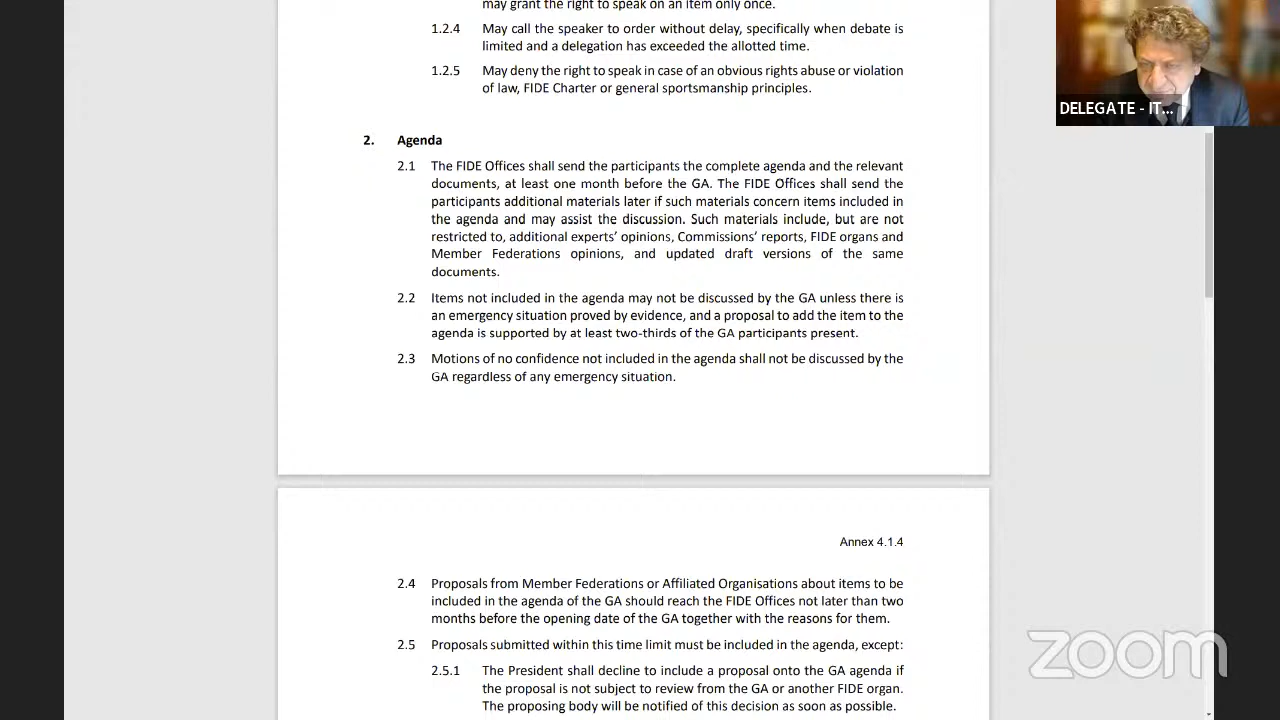 may grant the right to speak on an item only once.
1.2.4 May call the speaker to order without delay, specifically when debate is
limited and a delegation has exceeded the allotted time.
1.2.5 May deny the right to speak in case of an obvious rights abuse or violation
of law, FIDE Charter or general sportsmanship principles.
DELEGATE - IT...
2. Agenda
2.1 The FIDE Offices shall send the participants the complete agenda and the relevant
documents, at least one month before the GA. The FIDE Offices shall send the
participants additional materials later if such materials concern items included in
the agenda and may assist the discussion. Such materials include, but are not
restricted to, additional experts’ opinions, Commissions’ reports, FIDE organs and
Member Federations opinions, and updated draft versions of the same
documents.
2.2 Items not included in the agenda may not be discussed by the GA unless there is
an emergency situation proved by evidence, and a proposal to add the item to the
agenda is supported by at least two-thirds of the GA participants present.
2.3 Motions of no confidence not included in the agenda shall not be discussed by the
GA regardless of any emergency situation.
Annex 4.1.4
2.4 Proposals from Member Federations or Affiliated Organisations about items to be
included in the agenda of the GA should reach the FIDE Offices not later than two
months before the opening date of the GA together with the reasons for them.
2.5 Proposals submitted within this time limit must be included in the agenda, except:
2.5.1 The President shall decline to include a proposal onto the GA agenda if
the proposal is not subject to review from the GA or another FIDE organ.
The proposing body will be notified of this decision as soon as possible.
zoom